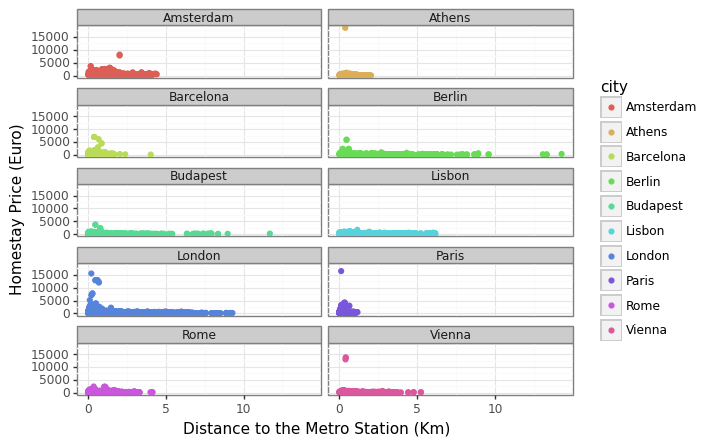 Amsterdam
Athens
15000
10000
5000
0
Barcelona
Berlin
15000
10000
5000
0
Budapest
Lisbon
15000
10000
5000
0
London
Paris
15000
10000
5000
0
Rome
Vienna
15000
10000
5000
0
0 5 10 0 5 10
Distance to the Metro Station (Km)
Homestay Price (Euro)
city
Amsterdam
Athens
Barcelona
Berlin
Budapest
Lisbon
London
Paris
Rome
Vienna